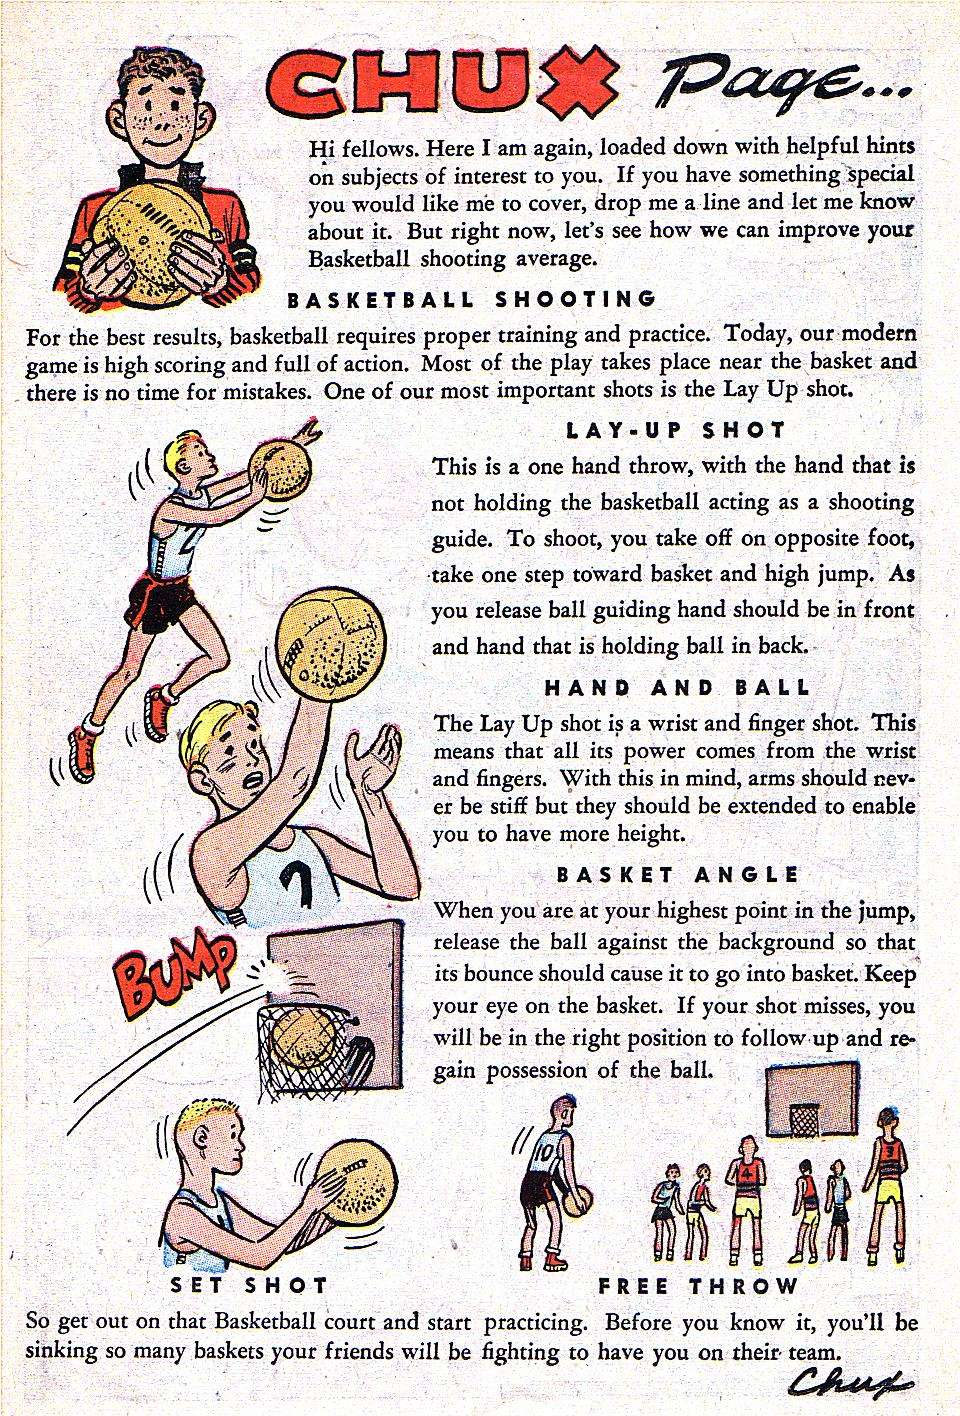 CHUX Page...
Hi fellows. Here I am again, loaded down with helpful hints
on subjects of interest to you. If you have something special
you would like me to cover, drop me a line and let me know
about it. But right now, let's see how we can improve your
Basketball shooting average.
BASKETBALL SHOOTING
For the best results, basketball requires proper training and practice. Today, our modern
game is high scoring and full of action. Most of the play takes place near the basket and
there is no time for mistakes. One of our most important shots is the Lay Up shot.
LAY-UP SHOT
This is a one hand throw, with the hand that is
not holding the basketball acting as a shooting
guide. To shoot, you take off on opposite foot,
take one step toward basket and high jump. As
you release ball guiding hand should be in front
and hand that is holding ball in back.
2
HAND AND BALL
The Lay Up shot is a wrist and finger shot. This
means that all its power comes from the wrist
and fingers. With this in mind, arms should nev-
er be stiff but they should be extended to enable
you to have more height.
7
BASKET ANGLE
When you are at your highest point in the jump,
release the ball against the background so that
its bounce should cause it to go into basket. Keep
your eye on the basket. If your shot misses, you
will be in the right position to follow up and re-
gain possession of the ball.
BUMP
10
4
3
SET SHOT
FREE THROW
So get out on that Basketball court and start practicing. Before you know it, you'll be
sinking so many baskets your friends will be fighting to have you on their team.
Chux